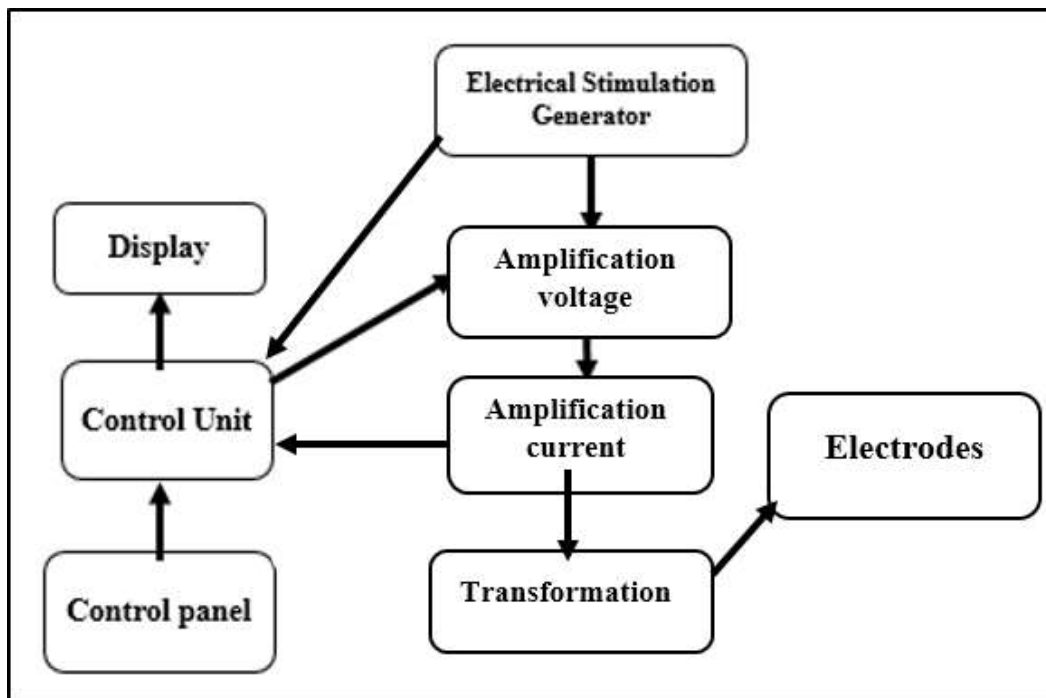 Electrical Stimulation
Generator
Display
Amplification
voltage
Control Unit
Amplification
current
Electrodes
Control panel
Transformation